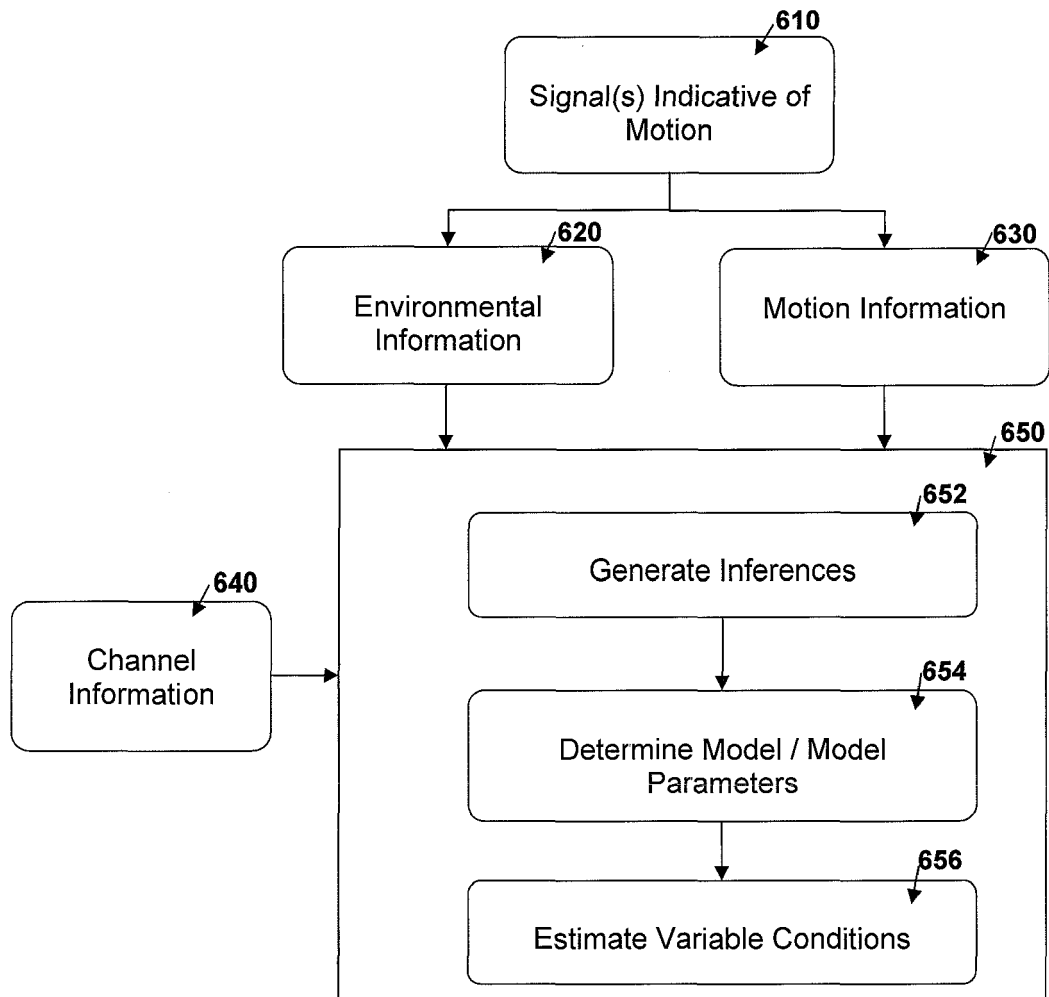 610
Signal(s) Indicative of
Motion
620
Environmental
Information
630
Motion Information
650
652
Generate Inferences
640
Channel
Information
654
Determine Model / Model
Parameters
656
Estimate Variable Conditions